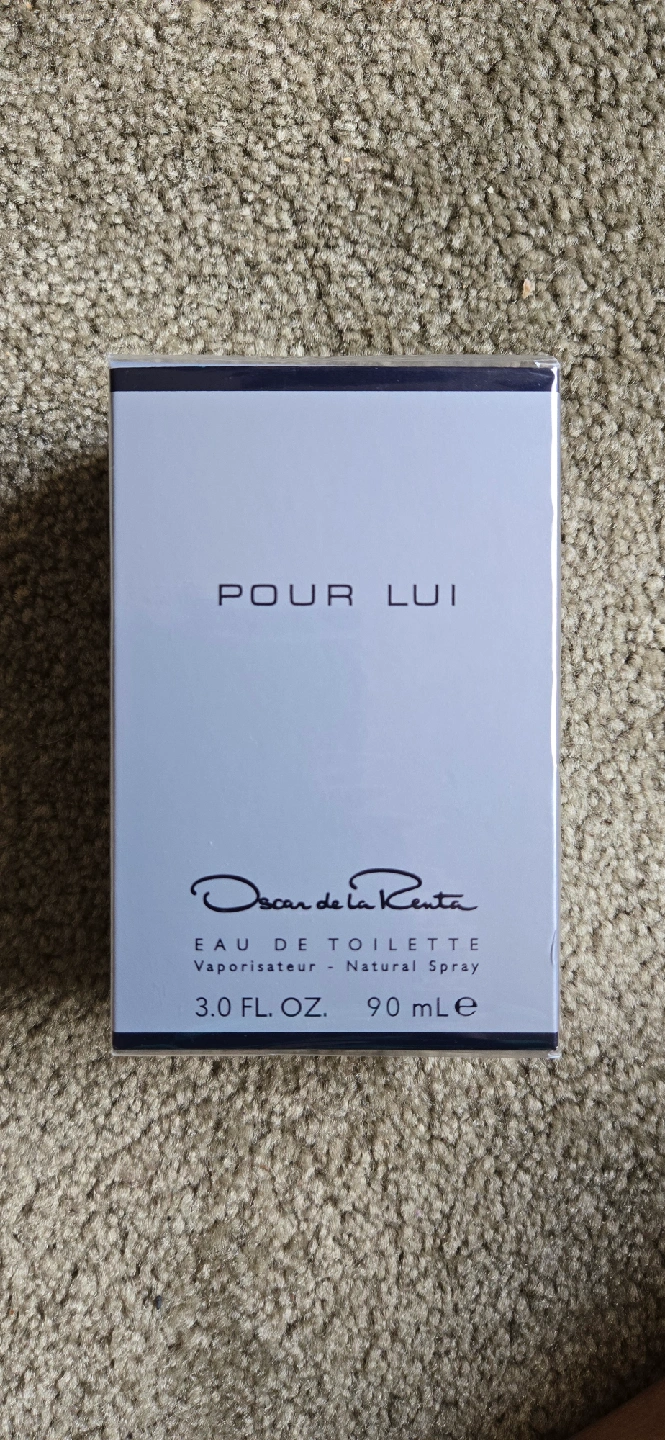 POUR LUI
Oscar de la Renta
EAU DE TOILETTE
Vaporisateur - Natural Spray
3.0 FL. OZ. 90 mL ℮